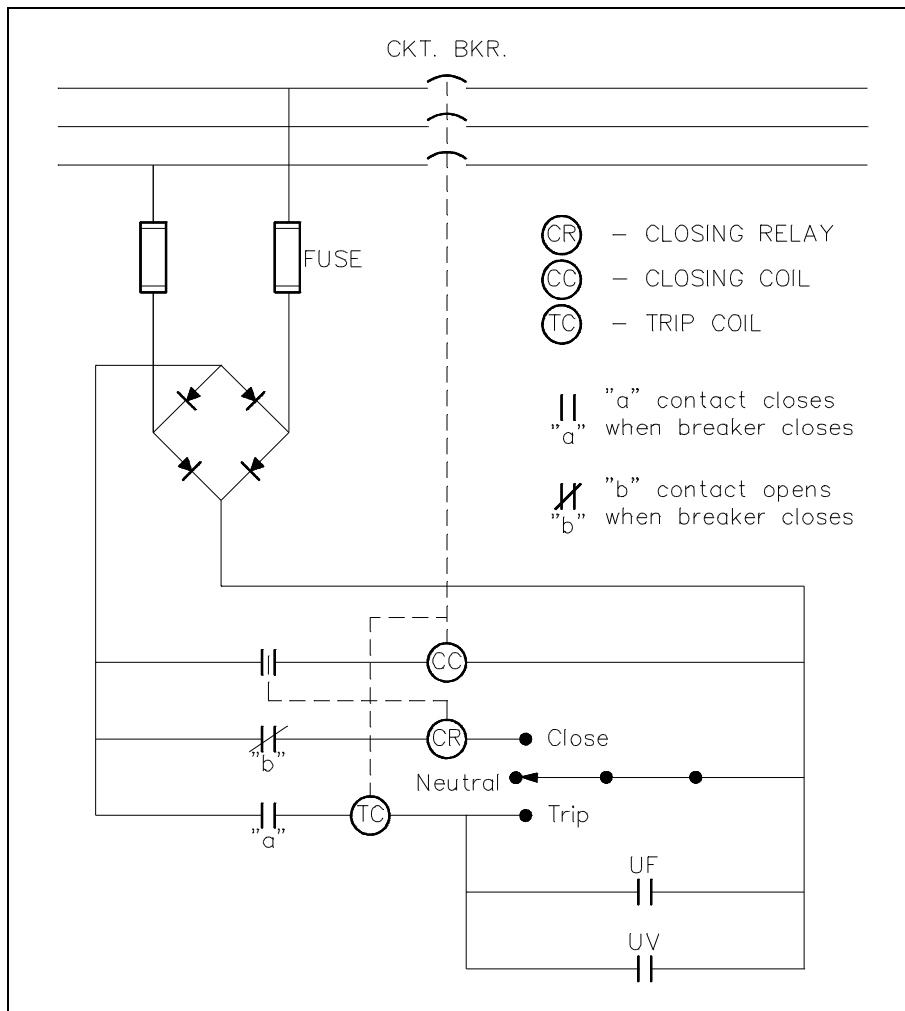 CKT. BKR.
FUSE
CR – CLOSING RELAY
CC – CLOSING COIL
TC – TRIP COIL
"a" contact closes
"a" when breaker closes
"b" contact opens
"b" when breaker closes
CC
CR
Close
"b"
Neutral
TC
Trip
"a"
UF
UV